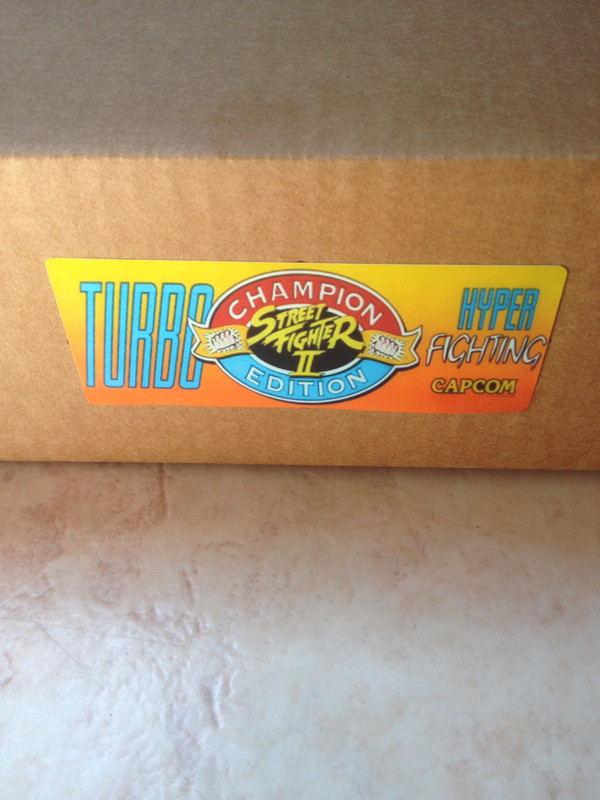 TURBO
CHAMPION
STREET
FIGHTER
II
EDITION
HYPER
FIGHTING
CAPCOM